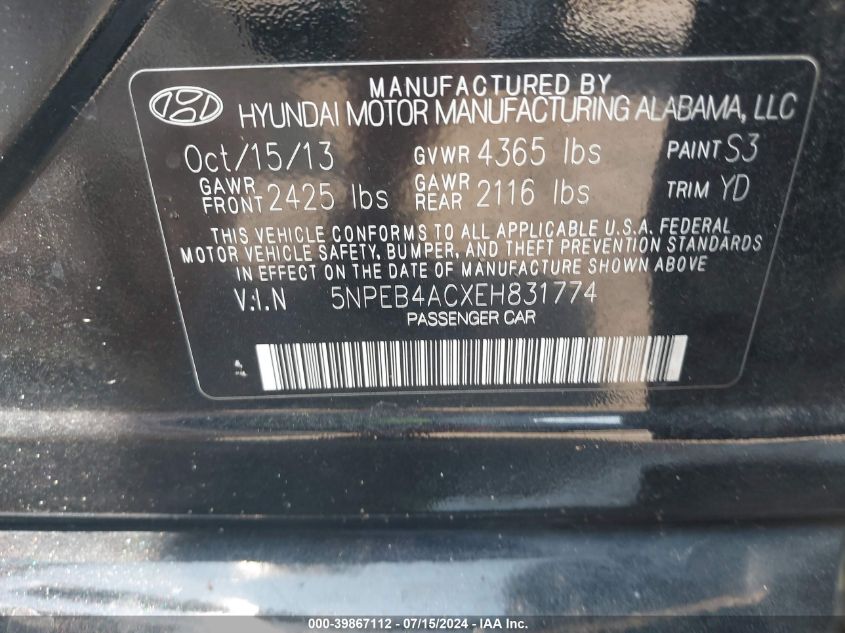 MANUFACTURED BY
HYUNDAI MOTOR MANUFACTURING ALABAMA, LLC
Oct/15/13 GVWR 4365 lbs PAINT S3
GAWR FRONT 2425 lbs GAWR REAR 2116 lbs TRIM YD
THIS VEHICLE CONFORMS TO ALL APPLICABLE U.S.A. FEDERAL
MOTOR VEHICLE SAFETY, BUMPER, AND THEFT PREVENTION STANDARDS
IN EFFECT ON THE DATE OF MANUFACTURE SHOWN ABOVE
V.I.N 5NPEB4ACXEH831774
PASSENGER CAR
000-39867112 - 07/15/2024 - IAA Inc.